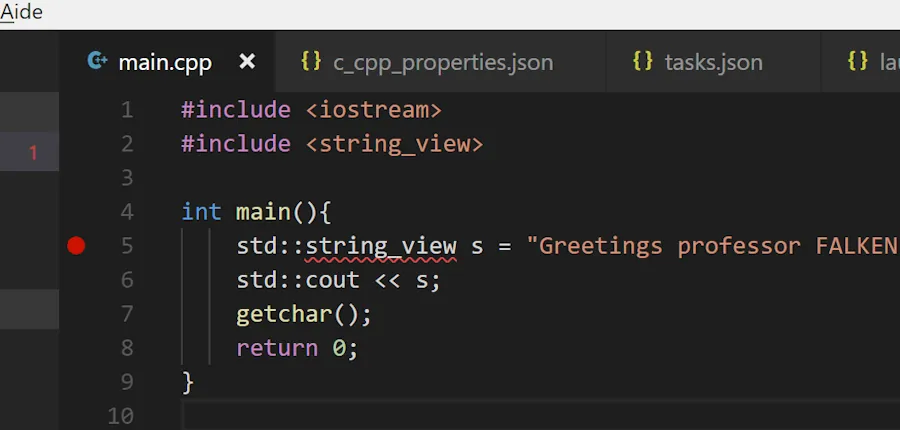 Aide
main.cpp × {} c_cpp_properties.json {} tasks.json {}
1 #include <iostream>
2 #include <string_view>
1
3
4 int main(){
5 std::string_view s = "Greetings professor FALKEN
6 std::cout << s;
7 getchar();
8 return 0;
9 }
10